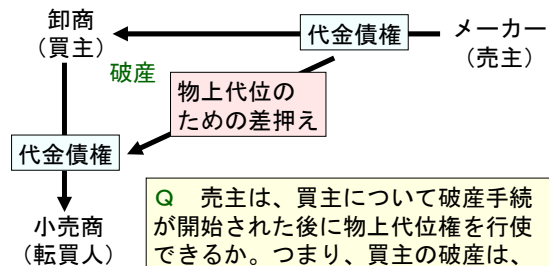 卸商
（買主）
代金債権
メーカー
（売主）
破産
物上代位の
ための差押え
代金債権
小売商
（転買人）
Q　売主は、買主について破産手続
が開始された後に物上代位権を行使
できるか。つまり、買主の破産は、